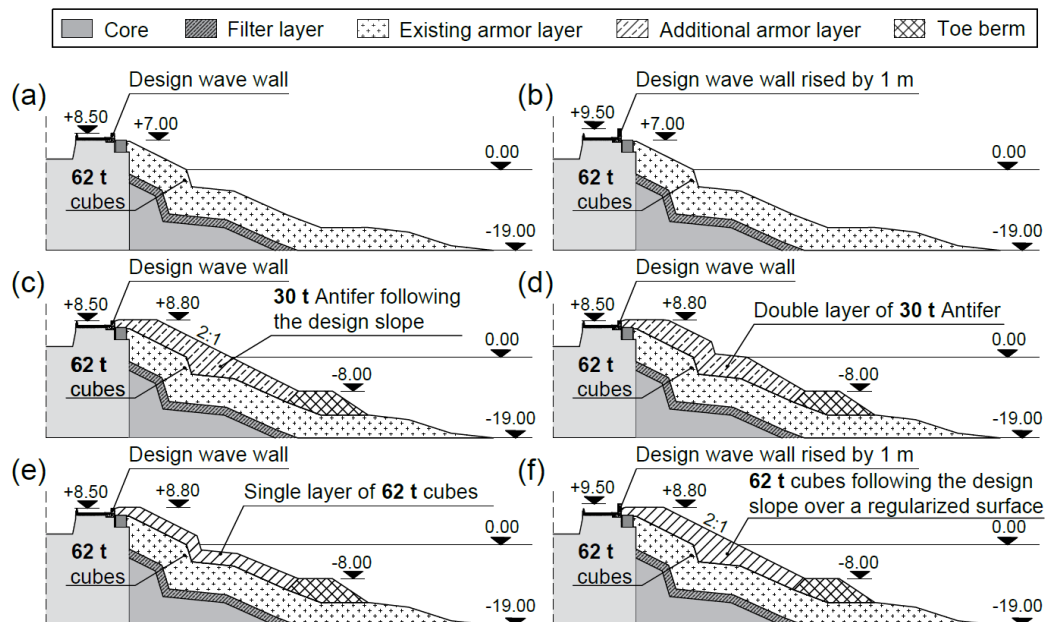 Core Filter layer Existing armor layer Additional armor layer Toe berm
(a)
Design wave wall
+8.50
+7.00
0.00
62 t
cubes
-19.00
(b)
Design wave wall rised by 1 m
+9.50
+7.00
0.00
62 t
cubes
-19.00
(c)
Design wave wall
+8.50
+8.80
30 t Antifer following
the design slope
2:1
0.00
62 t
cubes
-8.00
-19.00
(d)
Design wave wall
+8.50
+8.80
Double layer of 30 t Antifer
0.00
62 t
cubes
-8.00
-19.00
(e)
Design wave wall
+8.50
+8.80
Single layer of 62 t cubes
0.00
62 t
cubes
-8.00
-19.00
(f)
Design wave wall rised by 1 m
+9.50
+8.80
62 t cubes following the design
slope over a regularized surface
2:1
0.00
62 t
cubes
-8.00
-19.00